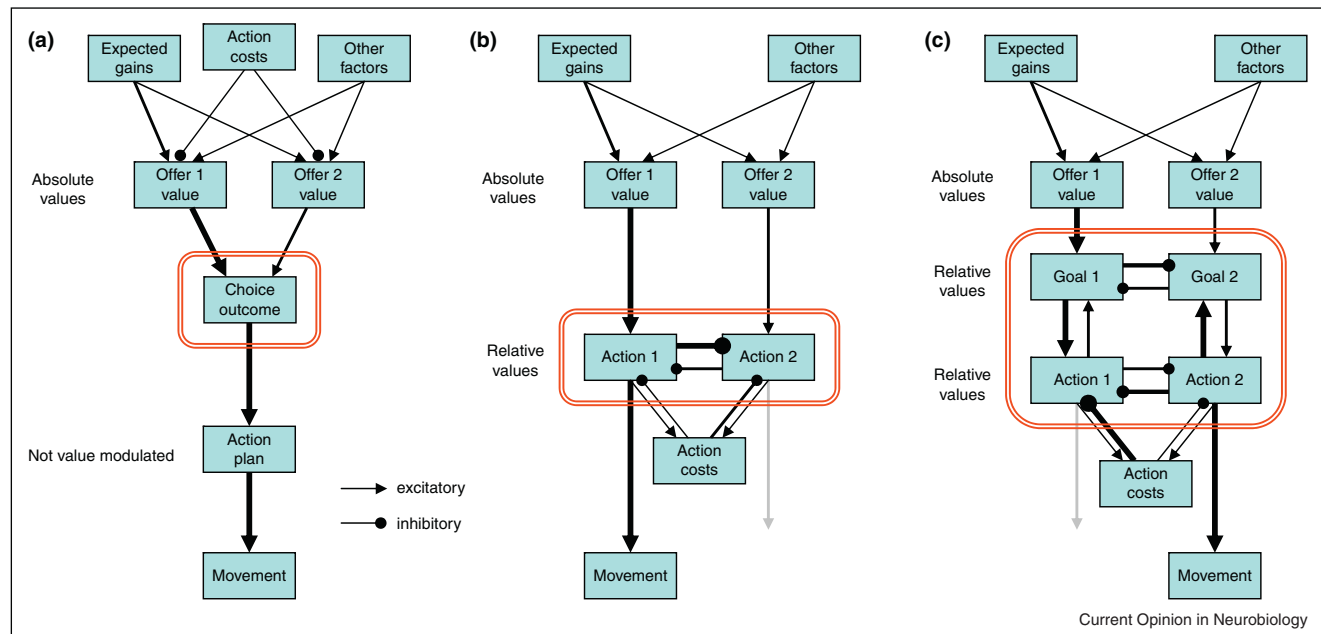 (a)
Expected
gains
Action
costs
Other
factors
Absolute
values
Offer 1
value
Offer 2
value
Choice
outcome
Not value modulated
Action
plan
excitatory
inhibitory
Movement
(b)
Expected
gains
Other
factors
Absolute
values
Offer 1
value
Offer 2
value
Relative
values
Action 1
Action 2
Action
costs
Movement
(c)
Expected
gains
Other
factors
Absolute
values
Offer 1
value
Offer 2
value
Relative
values
Goal 1
Goal 2
Relative
values
Action 1
Action 2
Action
costs
Movement
Current Opinion in Neurobiology